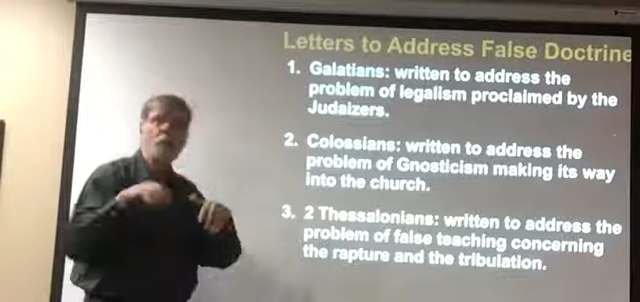 Letters to Address False Doctrine
1. Galatians: written to address the
problem of legalism proclaimed by the
Judaizers.
2. Colossians: written to address the
problem of Gnosticism making its way
into the church.
3. 2 Thessalonians: written to address the
problem of false teaching concerning
the rapture and the tribulation.